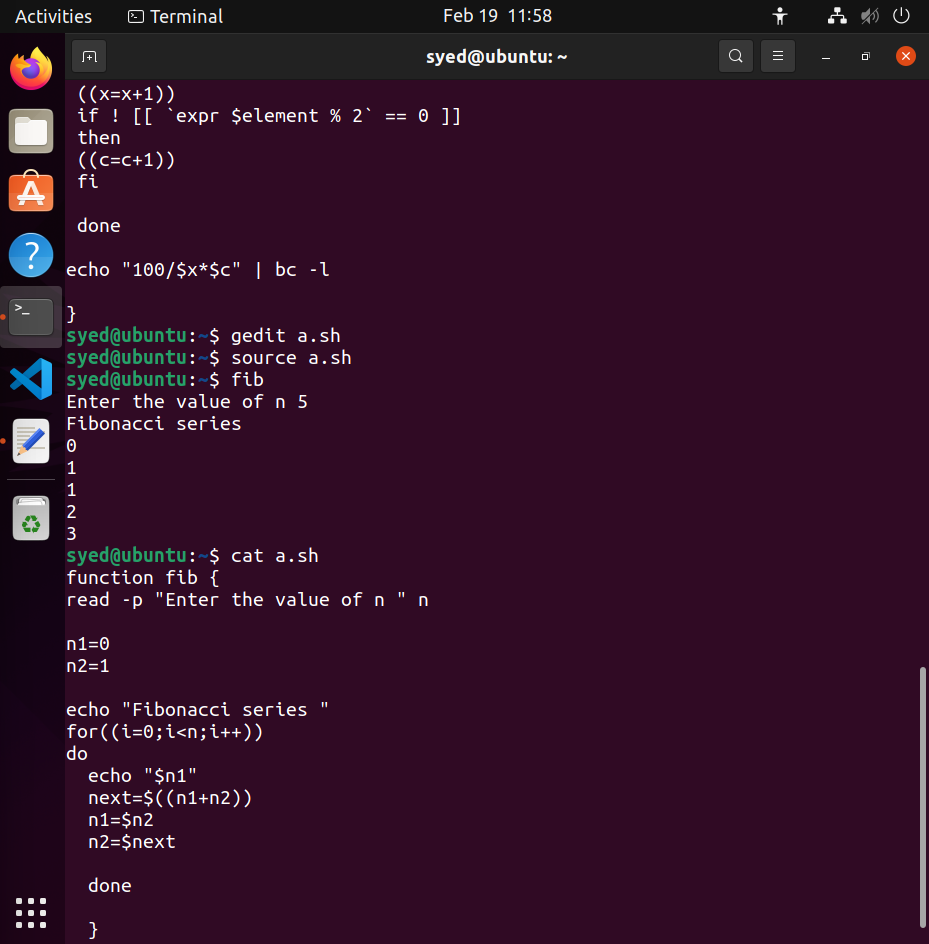 Activities Terminal Feb 19 11:58
syed@ubuntu: ~
((x=x+1))
if ! [[ `expr $element % 2` == 0 ]]
then
((c=c+1))
fi
done
echo "100/$x*$c" | bc -l
}
syed@ubuntu:~$ gedit a.sh
syed@ubuntu:~$ source a.sh
syed@ubuntu:~$ fib
Enter the value of n 5
Fibonacci series
0
1
1
2
3
syed@ubuntu:~$ cat a.sh
function fib {
read -p "Enter the value of n " n
n1=0
n2=1
echo "Fibonacci series "
for((i=0;i<n;i++))
do
echo "$n1"
next=$((n1+n2))
n1=$n2
n2=$next
done
}